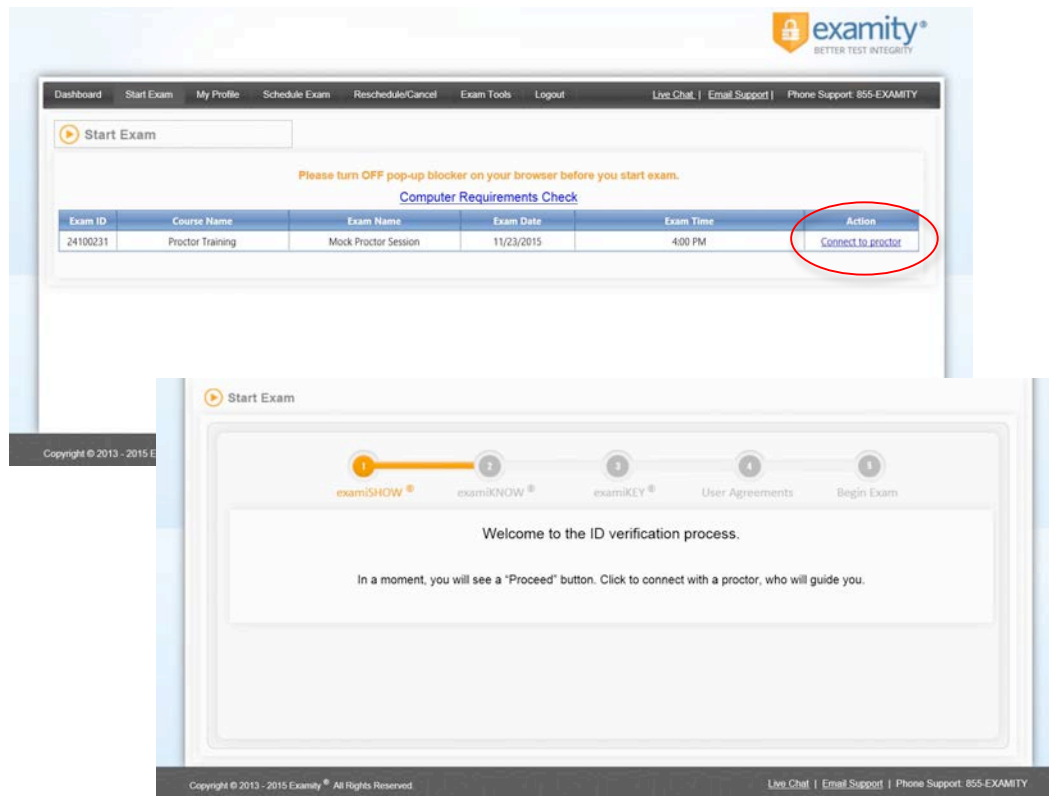 examity®
BETTER TEST INTEGRITY
Dashboard Start Exam My Profile Schedule Exam Reschedule/Cancel Exam Tools Logout Live Chat | Email Support | Phone Support 855-EXAMITY
Start Exam
Please turn OFF pop-up blocker on your browser before you start exam.
Computer Requirements Check
Exam ID Course Name Exam Name Exam Date Exam Time Action
24100231 Proctor Training Mock Proctor Session 11/23/2015 4:00 PM Connect to proctor
Copyright © 2013 - 2015 E
Start Exam
1 2 3 4 5
examiSHOW ® examiKNOW ® examiKEY ® User Agreements Begin Exam
Welcome to the ID verification process.
In a moment, you will see a "Proceed" button. Click to connect with a proctor, who will guide you.
Copyright © 2013 - 2015 Examity ® All Rights Reserved. Live Chat | Email Support | Phone Support: 855-EXAMITY